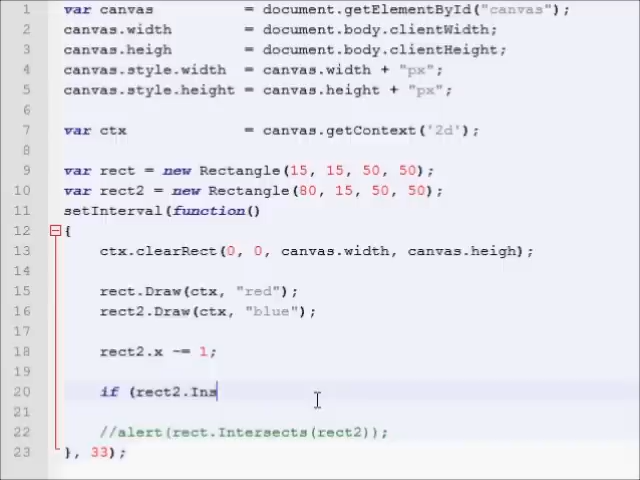 1 var canvas = document.getElementById("canvas");
2 canvas.width = document.body.clientWidth;
3 canvas.heigh = document.body.clientHeight;
4 canvas.style.width = canvas.width + "px";
5 canvas.style.height = canvas.height + "px";
6
7 var ctx = canvas.getContext('2d');
8
9 var rect = new Rectangle(15, 15, 50, 50);
10 var rect2 = new Rectangle(80, 15, 50, 50);
11 setInterval(function()
12 {
13 ctx.clearRect(0, 0, canvas.width, canvas.heigh);
14
15 rect.Draw(ctx, "red");
16 rect2.Draw(ctx, "blue");
17
18 rect2.x -= 1;
19
20 if (rect2.Ins
21
22 //alert(rect.Intersects(rect2));
23 }, 33);